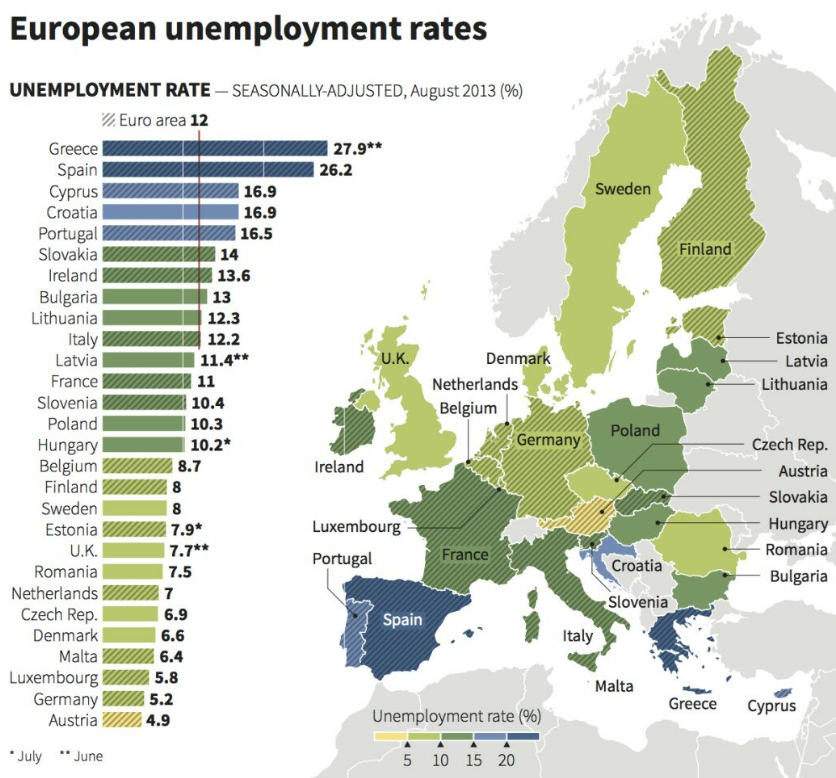 European unemployment rates
UNEMPLOYMENT RATE — SEASONALLY-ADJUSTED, August 2013 (%)
Euro area 12
Greece 27.9**
Spain 26.2
Cyprus 16.9
Croatia 16.9
Portugal 16.5
Slovakia 14
Ireland 13.6
Bulgaria 13
Lithuania 12.3
Italy 12.2
Latvia 11.4**
France 11
Slovenia 10.4
Poland 10.3
Hungary 10.2*
Belgium 8.7
Finland 8
Sweden 8
Estonia 7.9*
U.K. 7.7**
Romania 7.5
Netherlands 7
Czech Rep. 6.9
Denmark 6.6
Malta 6.4
Luxembourg 5.8
Germany 5.2
Austria 4.9
* July ** June
Sweden
Finland
Estonia
Latvia
Lithuania
U.K.
Denmark
Netherlands
Belgium
Germany
Poland
Czech Rep.
Austria
Ireland
Slovakia
Luxembourg
Hungary
France
Romania
Portugal
Croatia
Bulgaria
Slovenia
Spain
Italy
Malta
Greece
Cyprus
Unemployment rate (%)
5 10 15 20